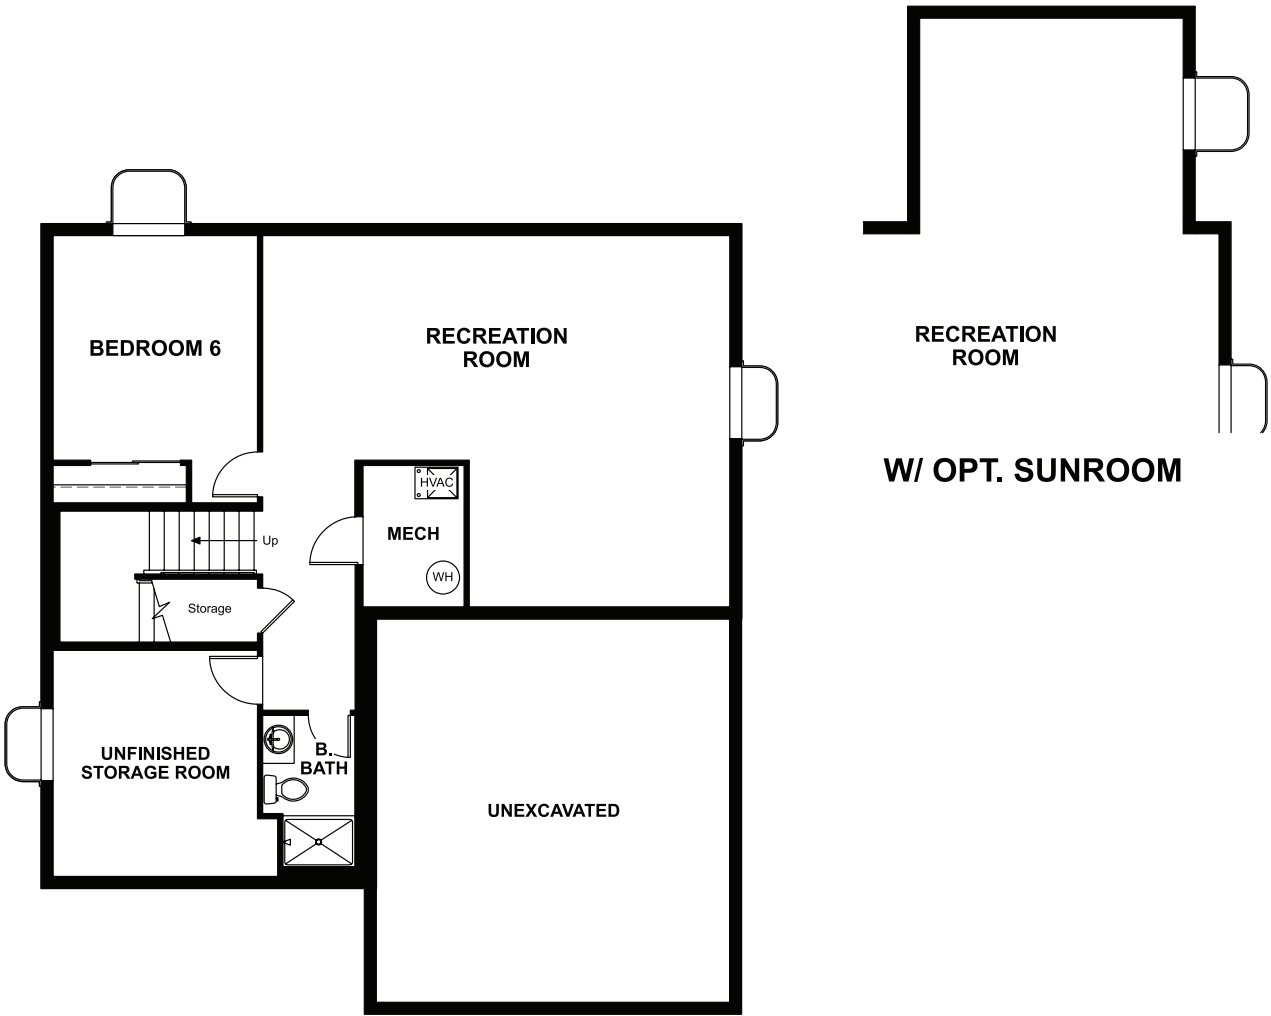 BEDROOM 6
RECREATION
ROOM
HVAC
MECH
WH
Up
Storage
UNFINISHED
STORAGE ROOM
B.
BATH
UNEXCAVATED
RECREATION
ROOM
W/ OPT. SUNROOM